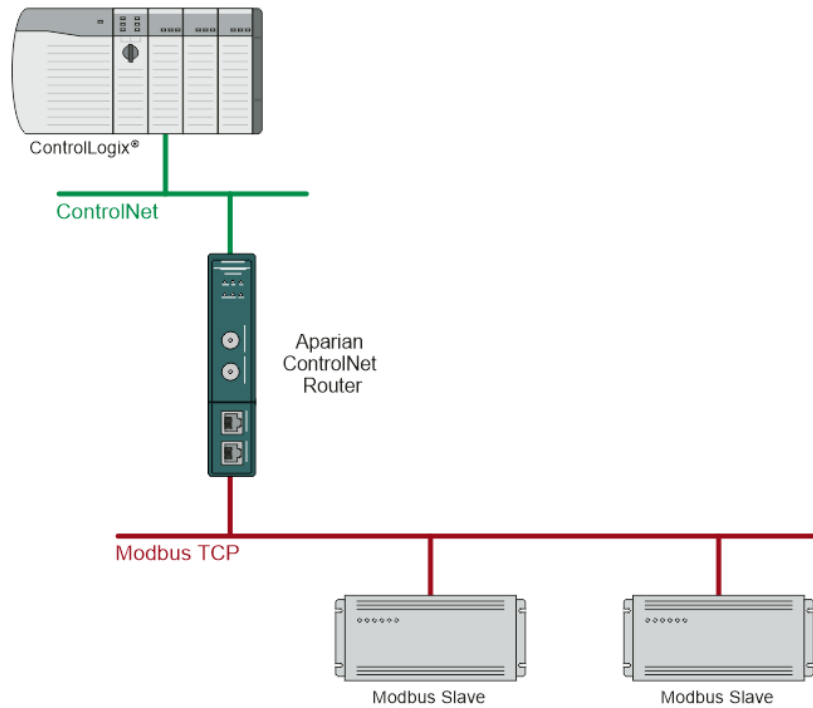 ControlLogix®
ControlNet
Aparian
ControlNet
Router
Modbus TCP
Modbus Slave
Modbus Slave